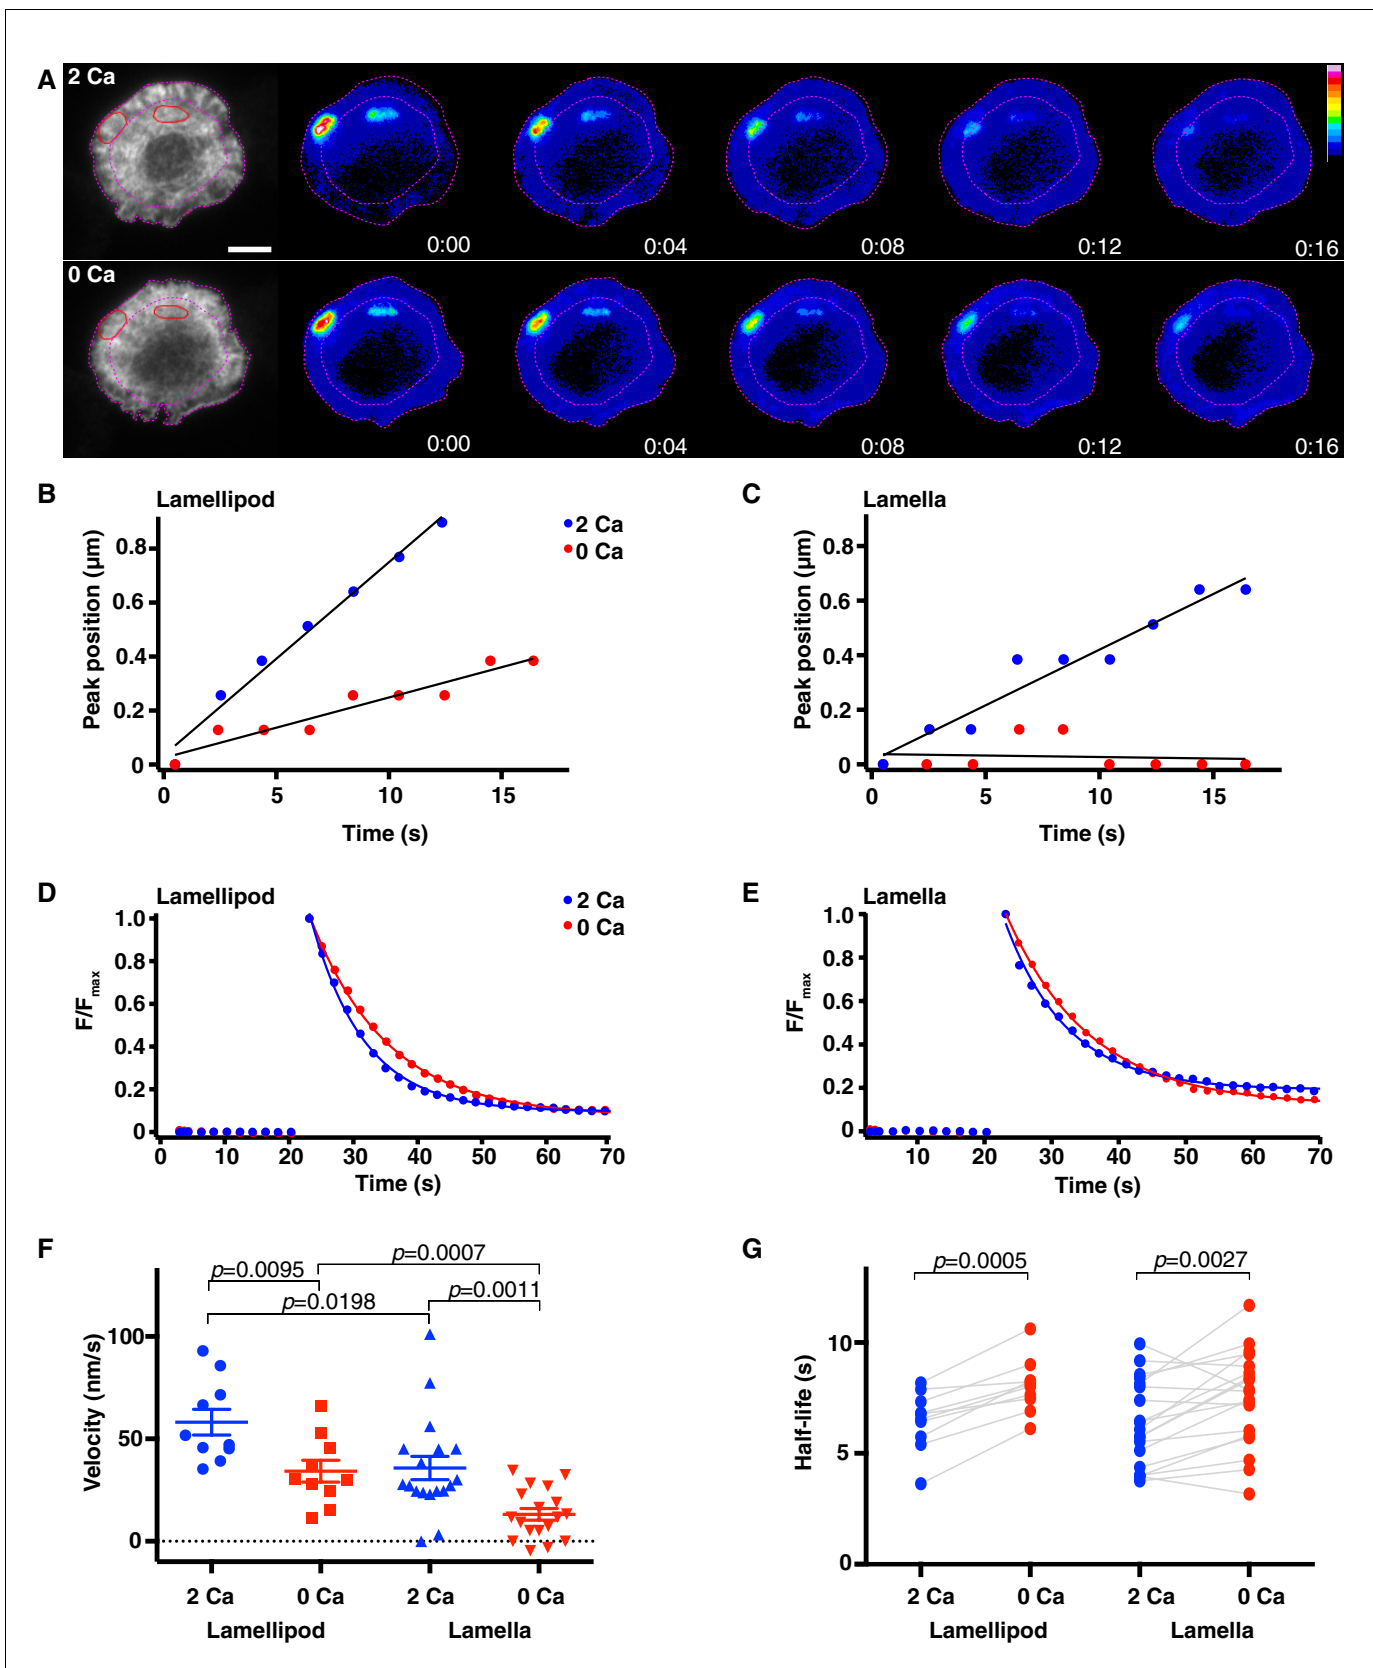 A
2 Ca
0:00 0:04 0:08 0:12 0:16
0 Ca
0:00 0:04 0:08 0:12 0:16
B
Lamellipod
2 Ca
0 Ca
Peak position (µm)
0.8
0.6
0.4
0.2
0
0 5 10 15
Time (s)
C
Lamella
Peak position (µm)
0.8
0.6
0.4
0.2
0
0 5 10 15
Time (s)
D
Lamellipod
2 Ca
0 Ca
F/Fmax
1.0
0.8
0.6
0.4
0.2
0
0 10 20 30 40 50 60 70
Time (s)
E
Lamella
F/Fmax
1.0
0.8
0.6
0.4
0.2
0
10 20 30 40 50 60 70
Time (s)
F
p=0.0007
p=0.0095
p=0.0198
p=0.0011
Velocity (nm/s)
100
50
0
2 Ca 0 Ca 2 Ca 0 Ca
Lamellipod Lamella
G
p=0.0005 p=0.0027
Half-life (s)
10
5
0
2 Ca 0 Ca 2 Ca 0 Ca
Lamellipod Lamella